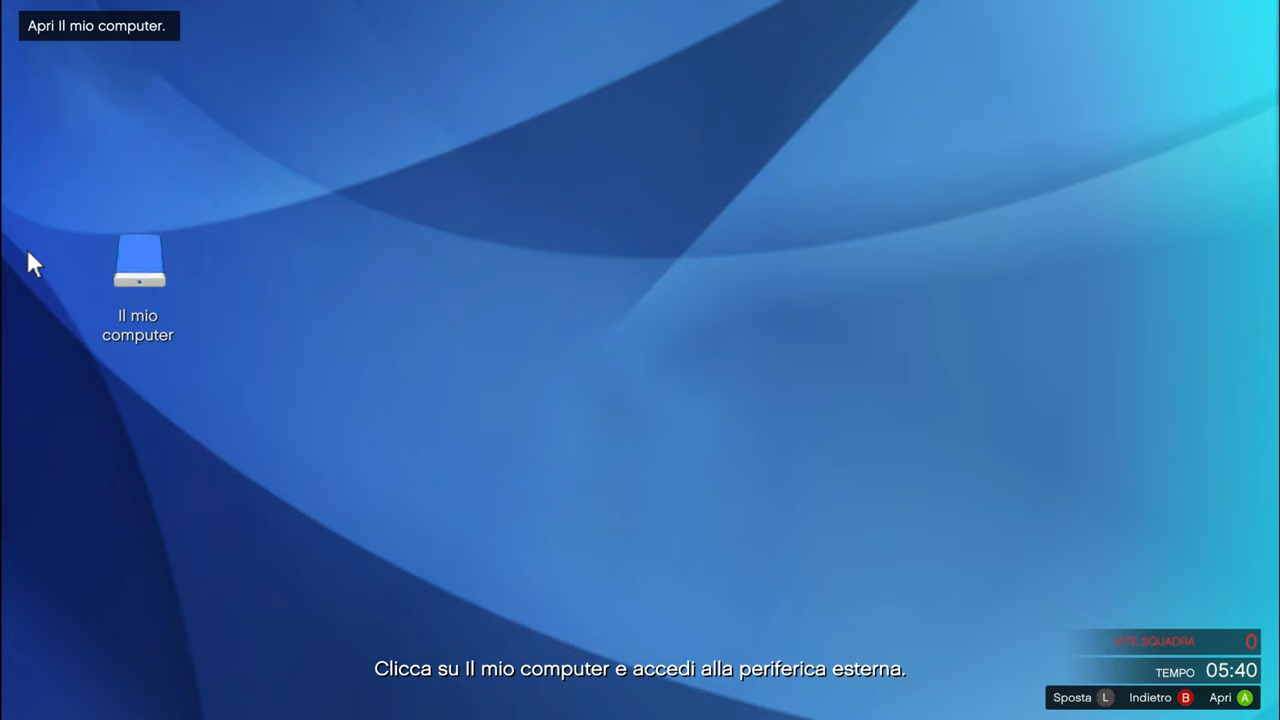 Apri Il mio computer.
Il mio
computer
Clicca su Il mio computer e accedi alla periferica esterna.
VITE SQUADRA 0
TEMPO 05:40
Sposta L Indietro B Apri A